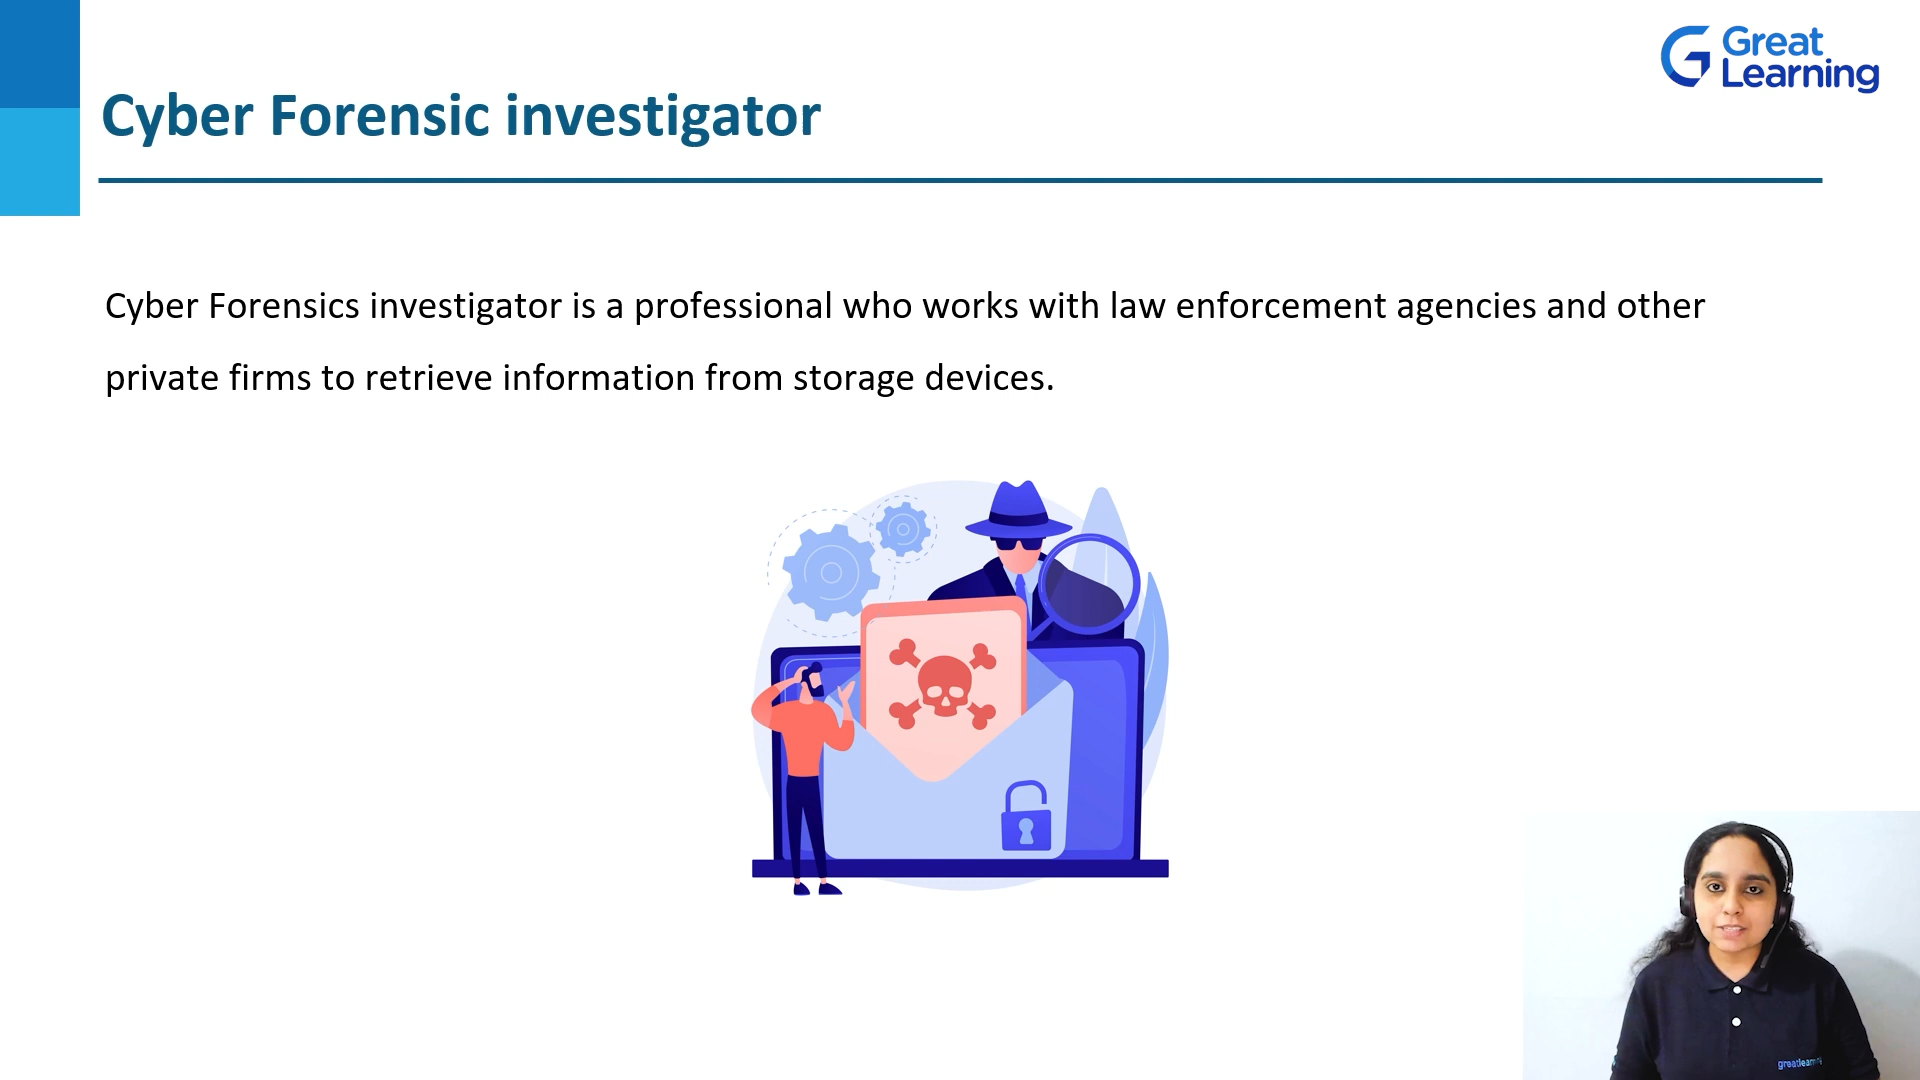 Great
Learning
Cyber Forensic investigator
Cyber Forensics investigator is a professional who works with law enforcement agencies and other
private firms to retrieve information from storage devices.